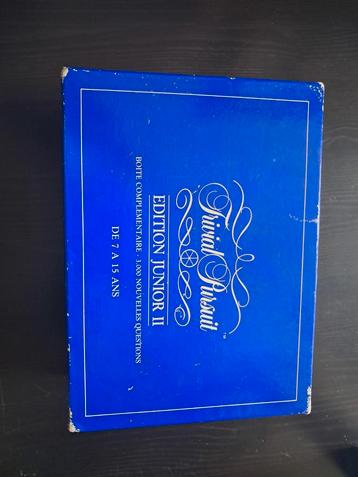 Trivial Pursuit
EDITION JUNIOR II
BOITE COMPLEMENTAIRE - 3.000 NOUVELLES QUESTIONS
DE 7 A 15 ANS